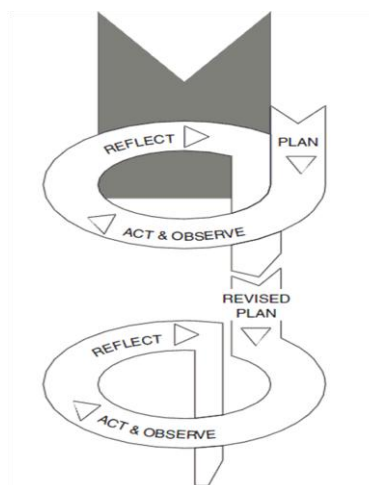 REFLECT
PLAN
ACT & OBSERVE
REVISED
PLAN
REFLECT
ACT & OBSERVE